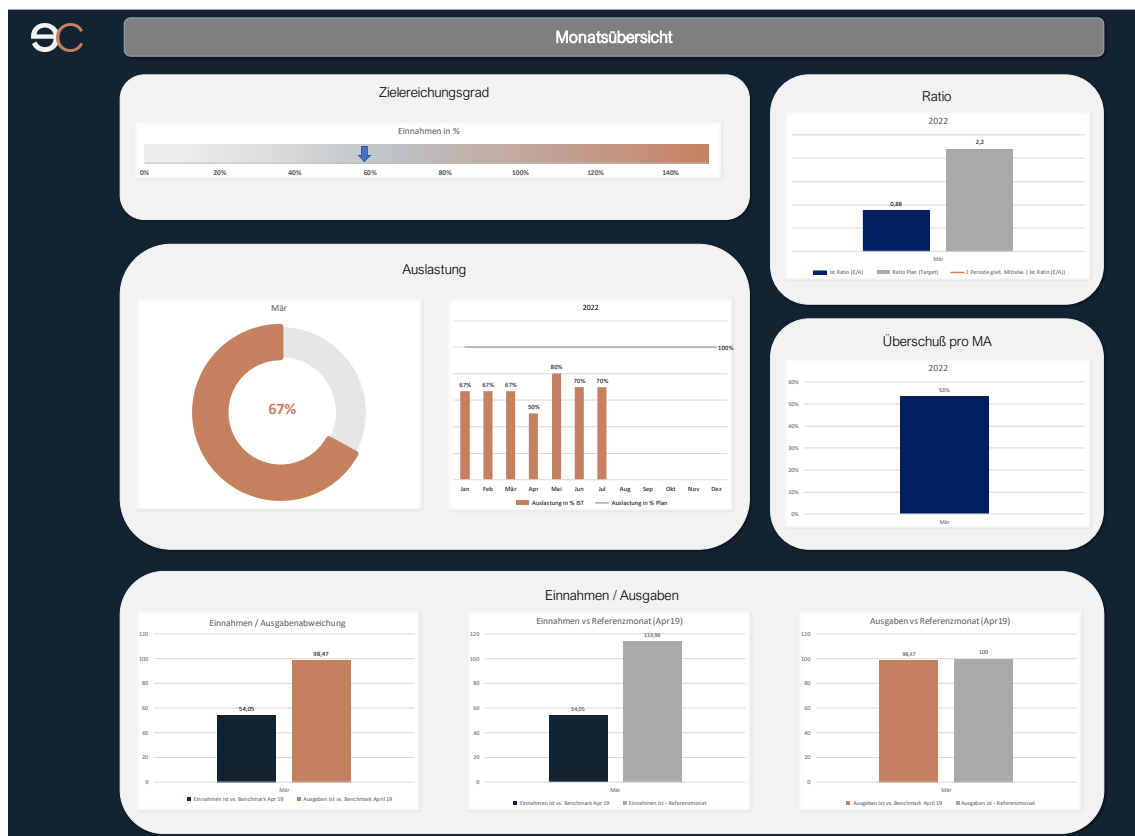 ec
Monatsübersicht
Zielereichungsgrad
Einnahmen in %
0% 20% 40% 60% 80% 100% 120% 140%
Ratio
2022
2,2
0,88
Mär
Ist Ratio (E/A) Ratio Plan (Target) 2 Periode gleit. Mittelw. ( Ist Ratio (E/A))
Auslastung
Mär
67%
2022
100%
67% 67% 67% 50% 80% 70% 70%
Jan Feb Mär Apr Mai Jun Jul Aug Sep Okt Nov Dez
Auslastung in % IST Auslastung in % Plan
Überschuß pro MA
2022
60%
53%
50%
40%
30%
20%
10%
0%
Mär
Einnahmen / Ausgaben
Einnahmen / Ausgabenabweichung
120
100
80
60
40
20
0
98,47
54,05
Mär
Einnahmen Ist vs. Benchmark Apr 19 Ausgaben Ist vs. Benchmark April 19
Einnahmen vs Referenzmonat (Apr19)
120
100
80
60
40
20
0
113,96
54,05
Mär
Einnahmen Ist vs. Benchmark Apr 19 Einnahmen Ist - Referenzmonat
Ausgaben vs Referenzmonat (Apr19)
120
100
80
60
40
20
0
98,47
100
Mär
Ausgaben Ist vs. Benchmark April 19 Ausgaben Ist - Referenzmonat